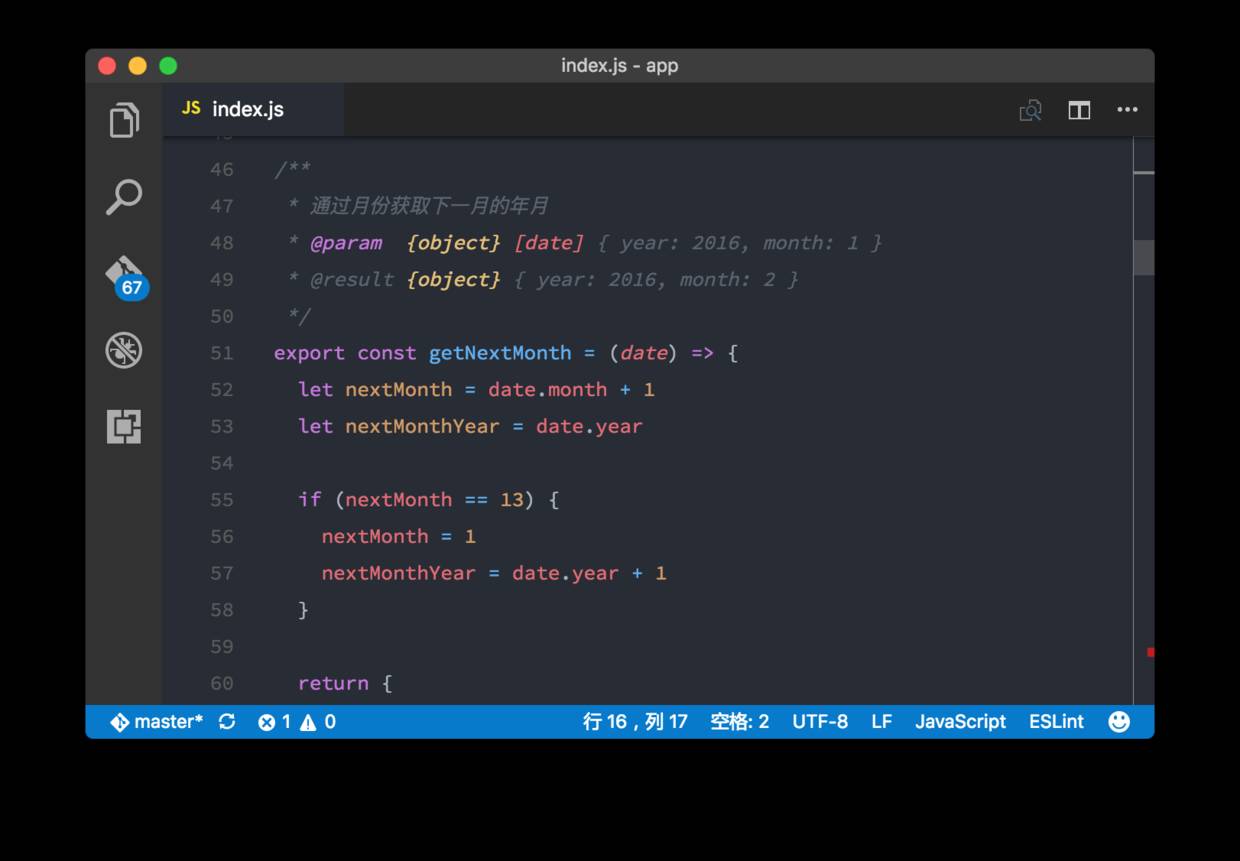 index.js - app
JS index.js
46 /**
47  * 通过月份获取下一月的年月
48  * @param  {object} [date] { year: 2016, month: 1 }
49  * @result {object} { year: 2016, month: 2 }
50  */
51 export const getNextMonth = (date) => {
52   let nextMonth = date.month + 1
53   let nextMonthYear = date.year
54
55   if (nextMonth == 13) {
56     nextMonth = 1
57     nextMonthYear = date.year + 1
58   }
59
60   return {
67
master* 1 0 行 16，列 17 空格: 2 UTF-8 LF JavaScript ESLint